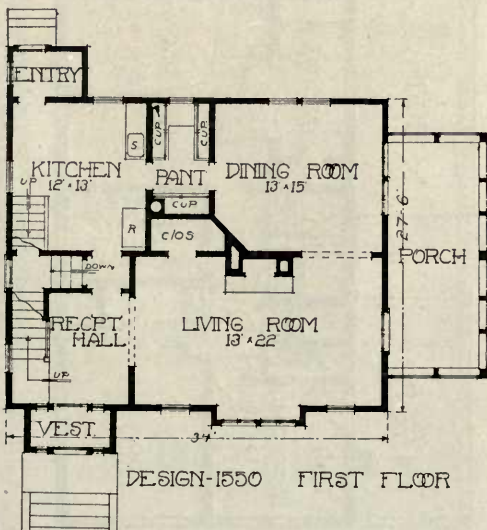 ENTRY
CUP.
CUP.
S
KITCHEN
12' x 13'
PANT
DINING ROOM
13' x 15'
UP
CUP
R
CLOS
27'-6"
PORCH
DOWN
RECPT
HALL
LIVING ROOM
13' x 22'
UP
VEST.
34'
DESIGN-1550 FIRST FLOOR